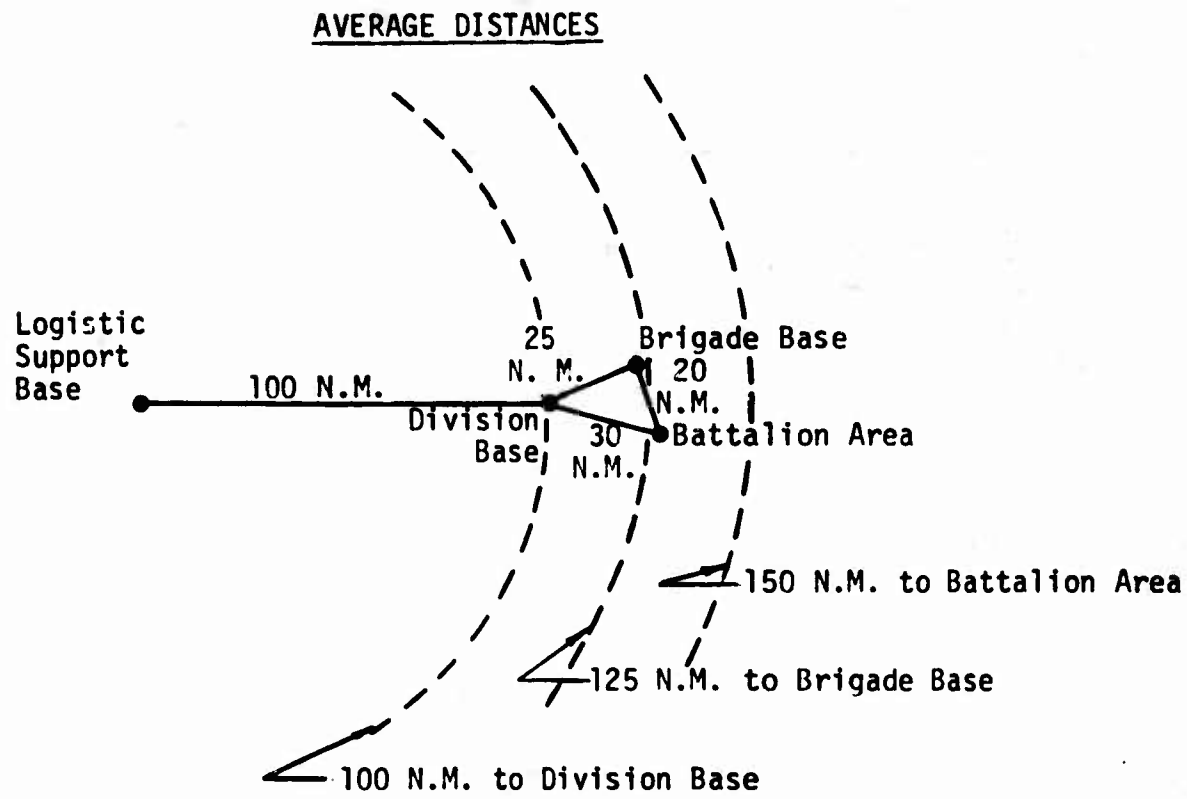 AVERAGE DISTANCES
Logistic
Support
Base
100 N.M.
Division
Base
25
N. M.
Brigade Base
20
N.M.
30
N.M.
Battalion Area
150 N.M. to Battalion Area
125 N.M. to Brigade Base
100 N.M. to Division Base